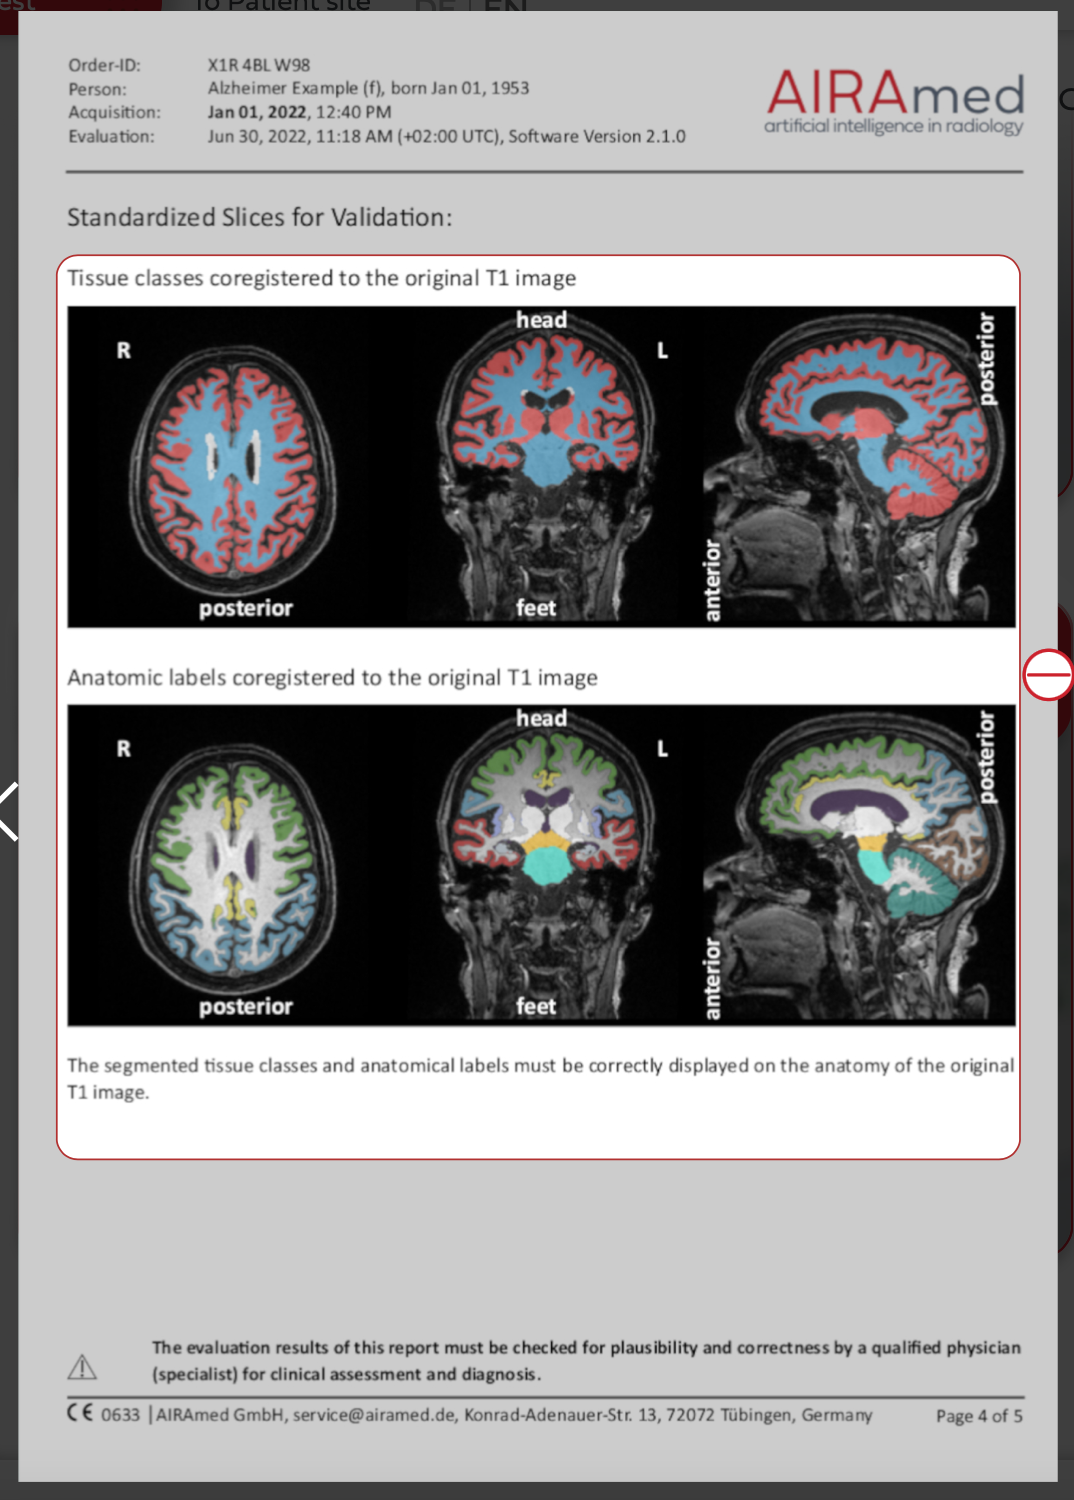 To Patient site
DE | EN
Order-ID: X1R 4BL W98
Person: Alzheimer Example (f), born Jan 01, 1953
Acquisition: Jan 01, 2022, 12:40 PM
Evaluation: Jun 30, 2022, 11:18 AM (+02:00 UTC), Software Version 2.1.0
AIRAmed
artificial intelligence in radiology
Standardized Slices for Validation:
Tissue classes coregistered to the original T1 image
head
R
L
posterior
anterior
posterior
feet
Anatomic labels coregistered to the original T1 image
head
R
L
posterior
anterior
posterior
feet
The segmented tissue classes and anatomical labels must be correctly displayed on the anatomy of the original
T1 image.
The evaluation results of this report must be checked for plausibility and correctness by a qualified physician
(specialist) for clinical assessment and diagnosis.
CE 0633 | AIRAmed GmbH, service@airamed.de, Konrad-Adenauer-Str. 13, 72072 Tübingen, Germany Page 4 of 5